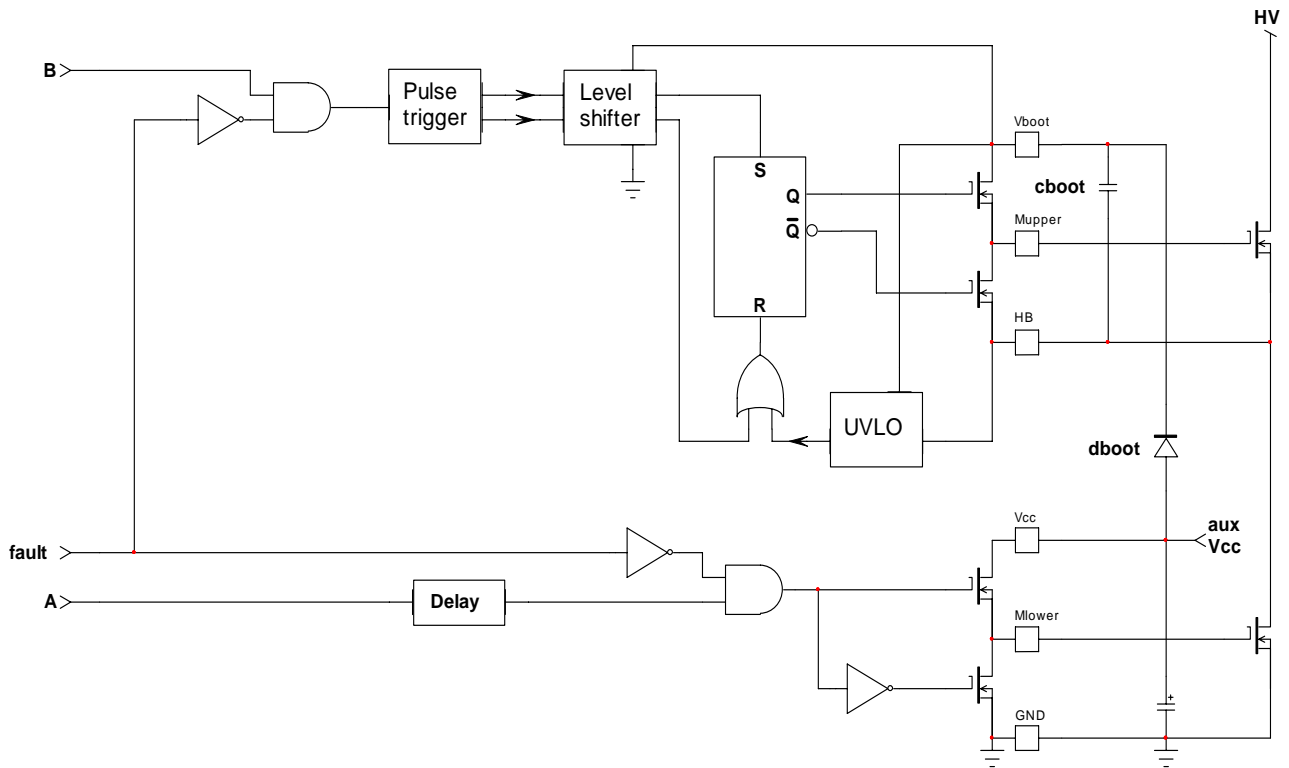 HV
B
Pulse
trigger
Level
shifter
Vboot
cboot
S
Q
Q̅
R
Mupper
HB
UVLO
dboot
fault
A
Delay
Vcc
aux
Vcc
Mlower
+
GND